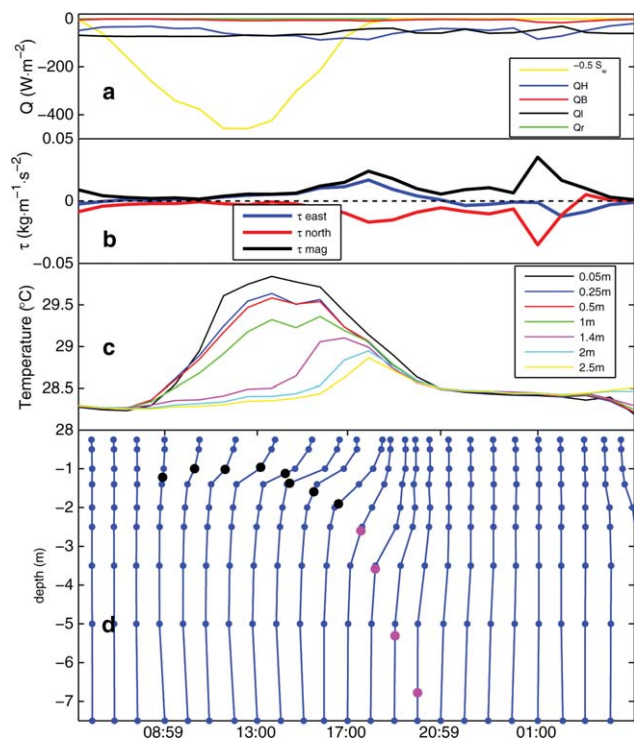 0
-200
-400
Q (W·m⁻²)
a
−0.5 S_w
QH
QB
Ql
Qr
0.05
0
-0.05
τ (kg·m⁻¹·s⁻²)
b
τ east
τ north
τ mag
29.5
29
28.5
28
Temperature (°C)
c
0.05m
0.25m
0.5m
1m
1.4m
2m
2.5m
-1
-2
-3
-4
-5
-6
-7
depth (m)
d
08:59 13:00 17:00 20:59 01:00